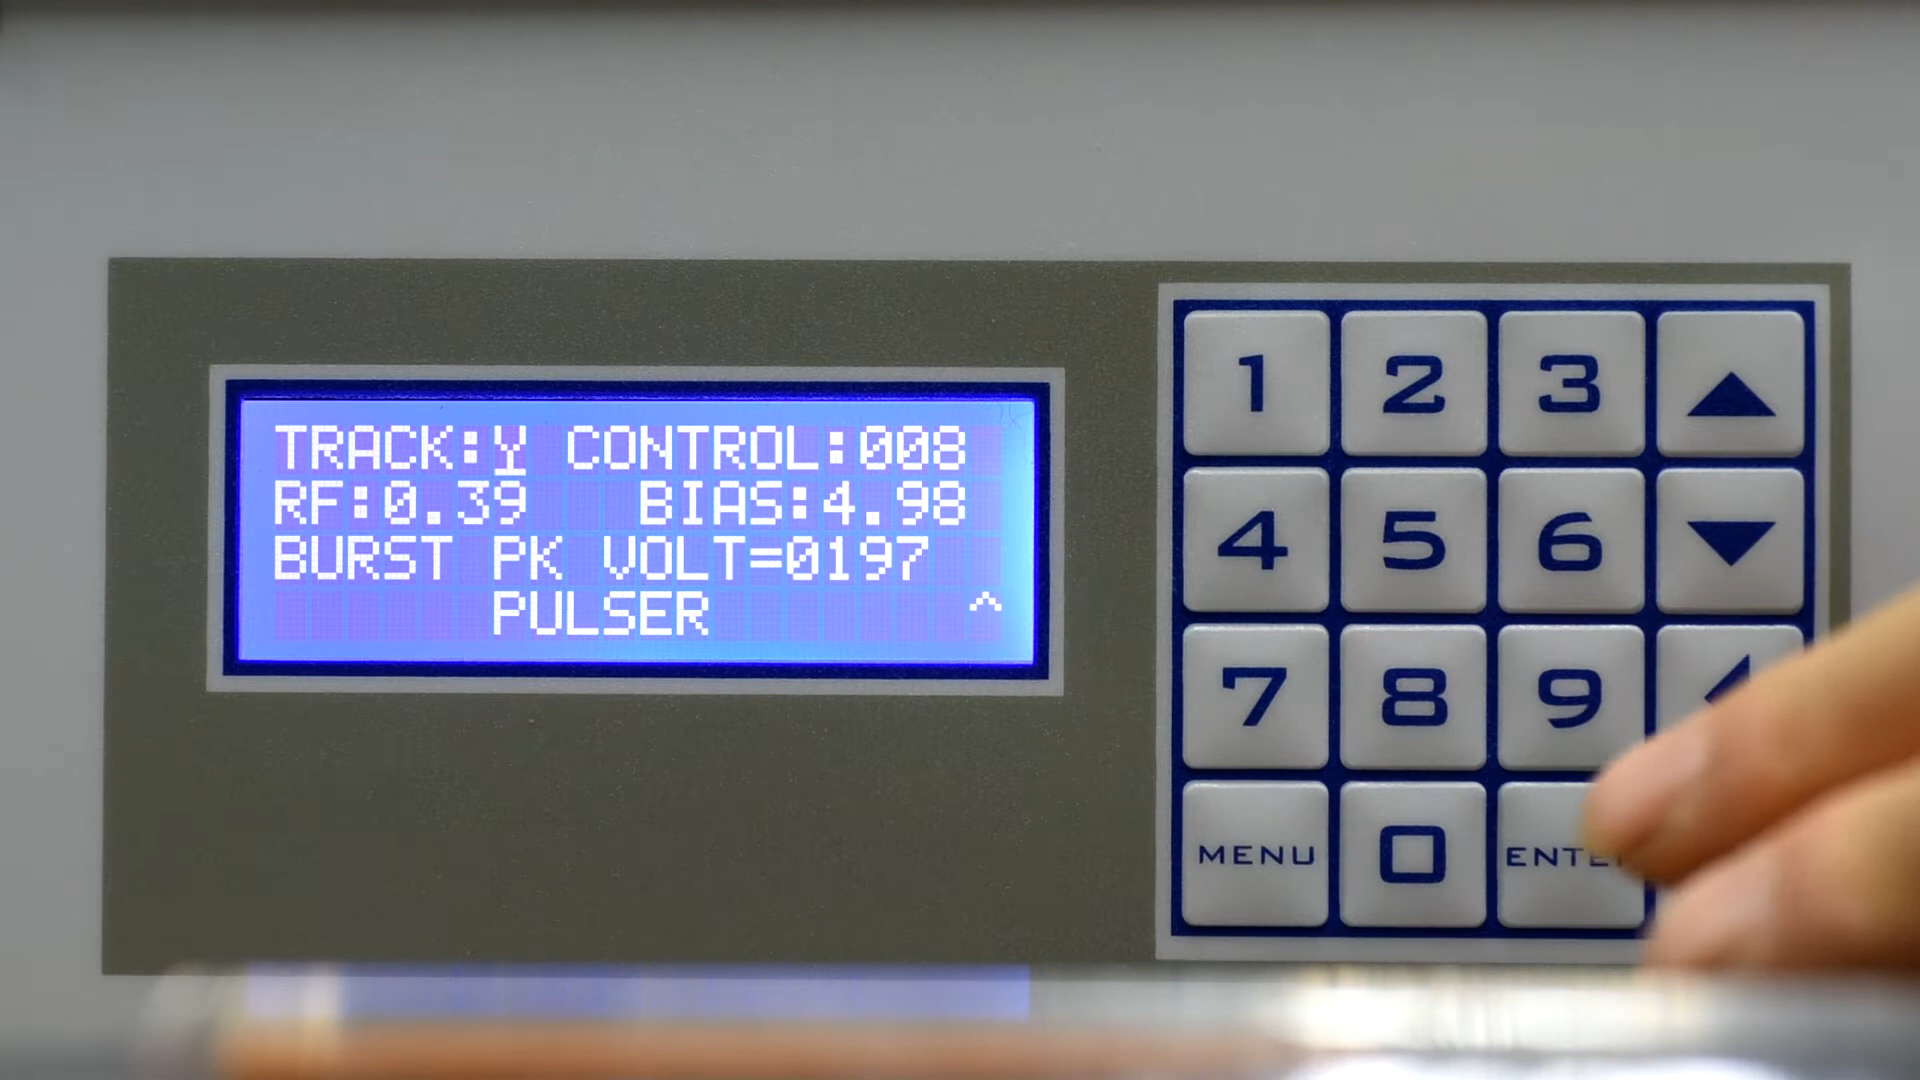 TRACK:Y CONTROL:008
RF:0.39 BIAS:4.98
BURST PK VOLT=0197
PULSER ^
1 2 3
4 5 6
7 8 9
MENU 0 ENTER